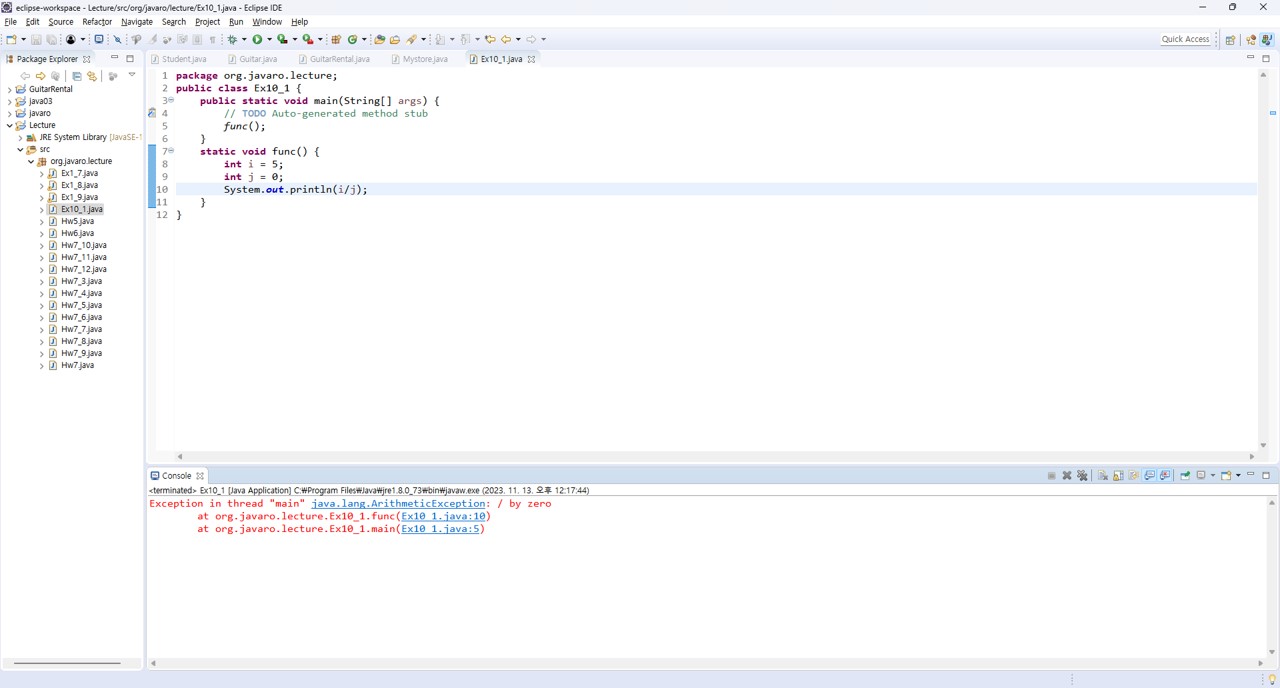 eclipse-workspace - Lecture/src/org/javaro/lecture/Ex10_1.java - Eclipse IDE
File Edit Source Refactor Navigate Search Project Run Window Help
Quick Access
Package Explorer
Student.java Guitar.java GuitarRental.java Mystore.java Ex10_1.java
GuitarRental
java03
javaro
Lecture
JRE System Library [JavaSE-1
src
org.javaro.lecture
Ex1_7.java
Ex1_8.java
Ex1_9.java
Ex10_1.java
Hw5.java
Hw6.java
Hw7_10.java
Hw7_11.java
Hw7_12.java
Hw7_3.java
Hw7_4.java
Hw7_5.java
Hw7_6.java
Hw7_7.java
Hw7_8.java
Hw7_9.java
Hw7.java
1 package org.javaro.lecture;
2 public class Ex10_1 {
3 public static void main(String[] args) {
4 // TODO Auto-generated method stub
5 func();
6 }
7 static void func() {
8 int i = 5;
9 int j = 0;
10 System.out.println(i/j);
11 }
12 }
Console
<terminated> Ex10_1 [Java Application] C:₩Program Files₩Java₩jre1.8.0_73₩bin₩javaw.exe (2023. 11. 13. 오후 12:17:44)
Exception in thread "main" java.lang.ArithmeticException: / by zero
at org.javaro.lecture.Ex10_1.func(Ex10_1.java:10)
at org.javaro.lecture.Ex10_1.main(Ex10_1.java:5)